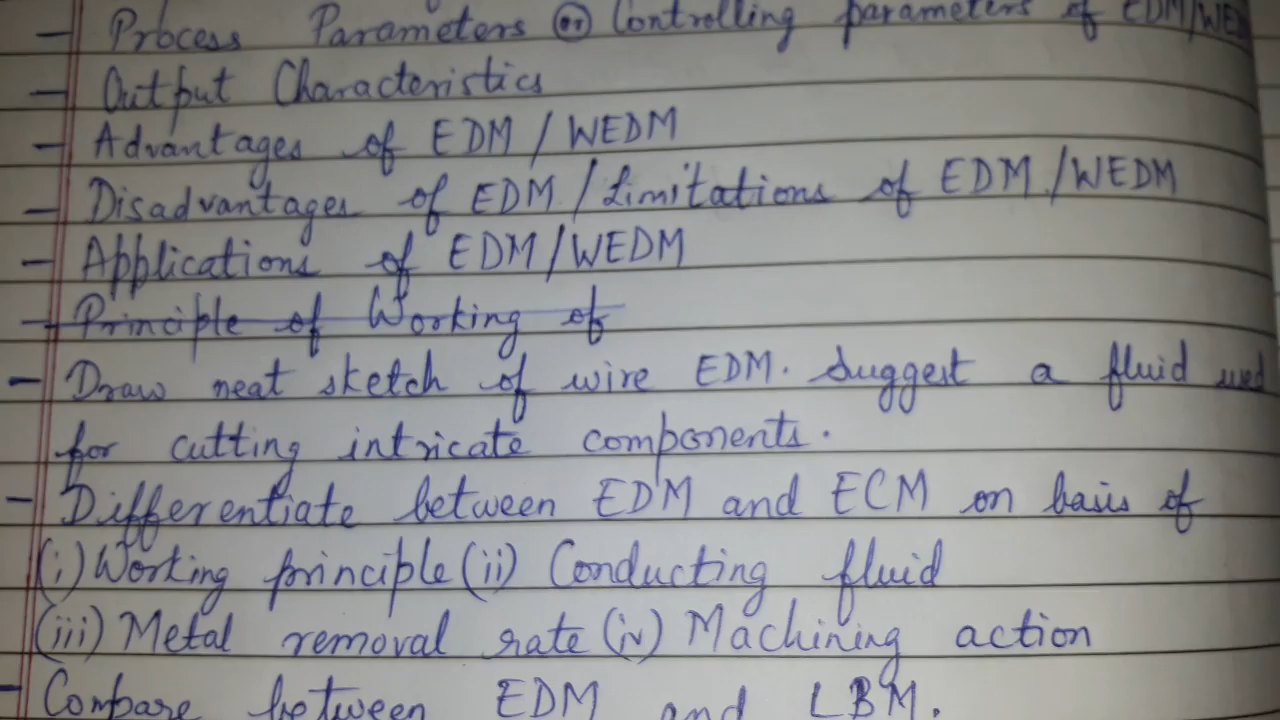 - Process Parameters (or) Controlling parameters of EDM/WED
- Output Characteristics
- Advantages of EDM / WEDM
- Disadvantages of EDM / Limitations of EDM / WEDM
- Applications of EDM/WEDM
- Principle of Working of
- Draw neat sketch of wire EDM. Suggest a fluid used
for cutting intricate components.
- Differentiate between EDM and ECM on basis of
(i) Working principle (ii) Conducting fluid
(iii) Metal removal rate (iv) Machining action
- Compare between EDM and LBM.